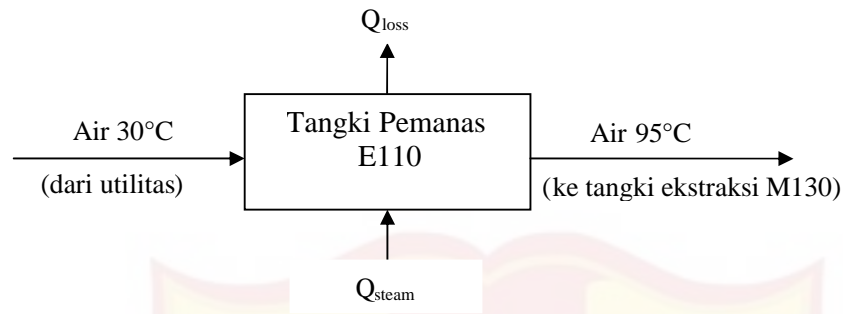 Qloss
Air 30°C
(dari utilitas)
Tangki Pemanas
E110
Air 95°C
(ke tangki ekstraksi M130)
Qsteam